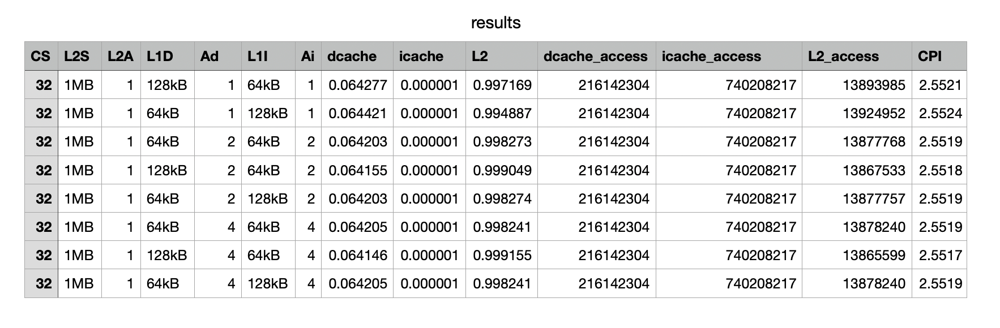 results
CS L2S L2A L1D Ad L1I Ai dcache icache L2 dcache_access icache_access L2_access CPI
32 1MB 1 128kB 1 64kB 1 0.064277 0.000001 0.997169 216142304 740208217 13893985 2.5521
32 1MB 1 64kB 1 128kB 1 0.064421 0.000001 0.994887 216142304 740208217 13924952 2.5524
32 1MB 1 64kB 2 64kB 2 0.064203 0.000001 0.998273 216142304 740208217 13877768 2.5519
32 1MB 1 128kB 2 64kB 2 0.064155 0.000001 0.999049 216142304 740208217 13867533 2.5518
32 1MB 1 64kB 2 128kB 2 0.064203 0.000001 0.998274 216142304 740208217 13877757 2.5519
32 1MB 1 64kB 4 64kB 4 0.064205 0.000001 0.998241 216142304 740208217 13878240 2.5519
32 1MB 1 128kB 4 64kB 4 0.064146 0.000001 0.999155 216142304 740208217 13865599 2.5517
32 1MB 1 64kB 4 128kB 4 0.064205 0.000001 0.998241 216142304 740208217 13878240 2.5519